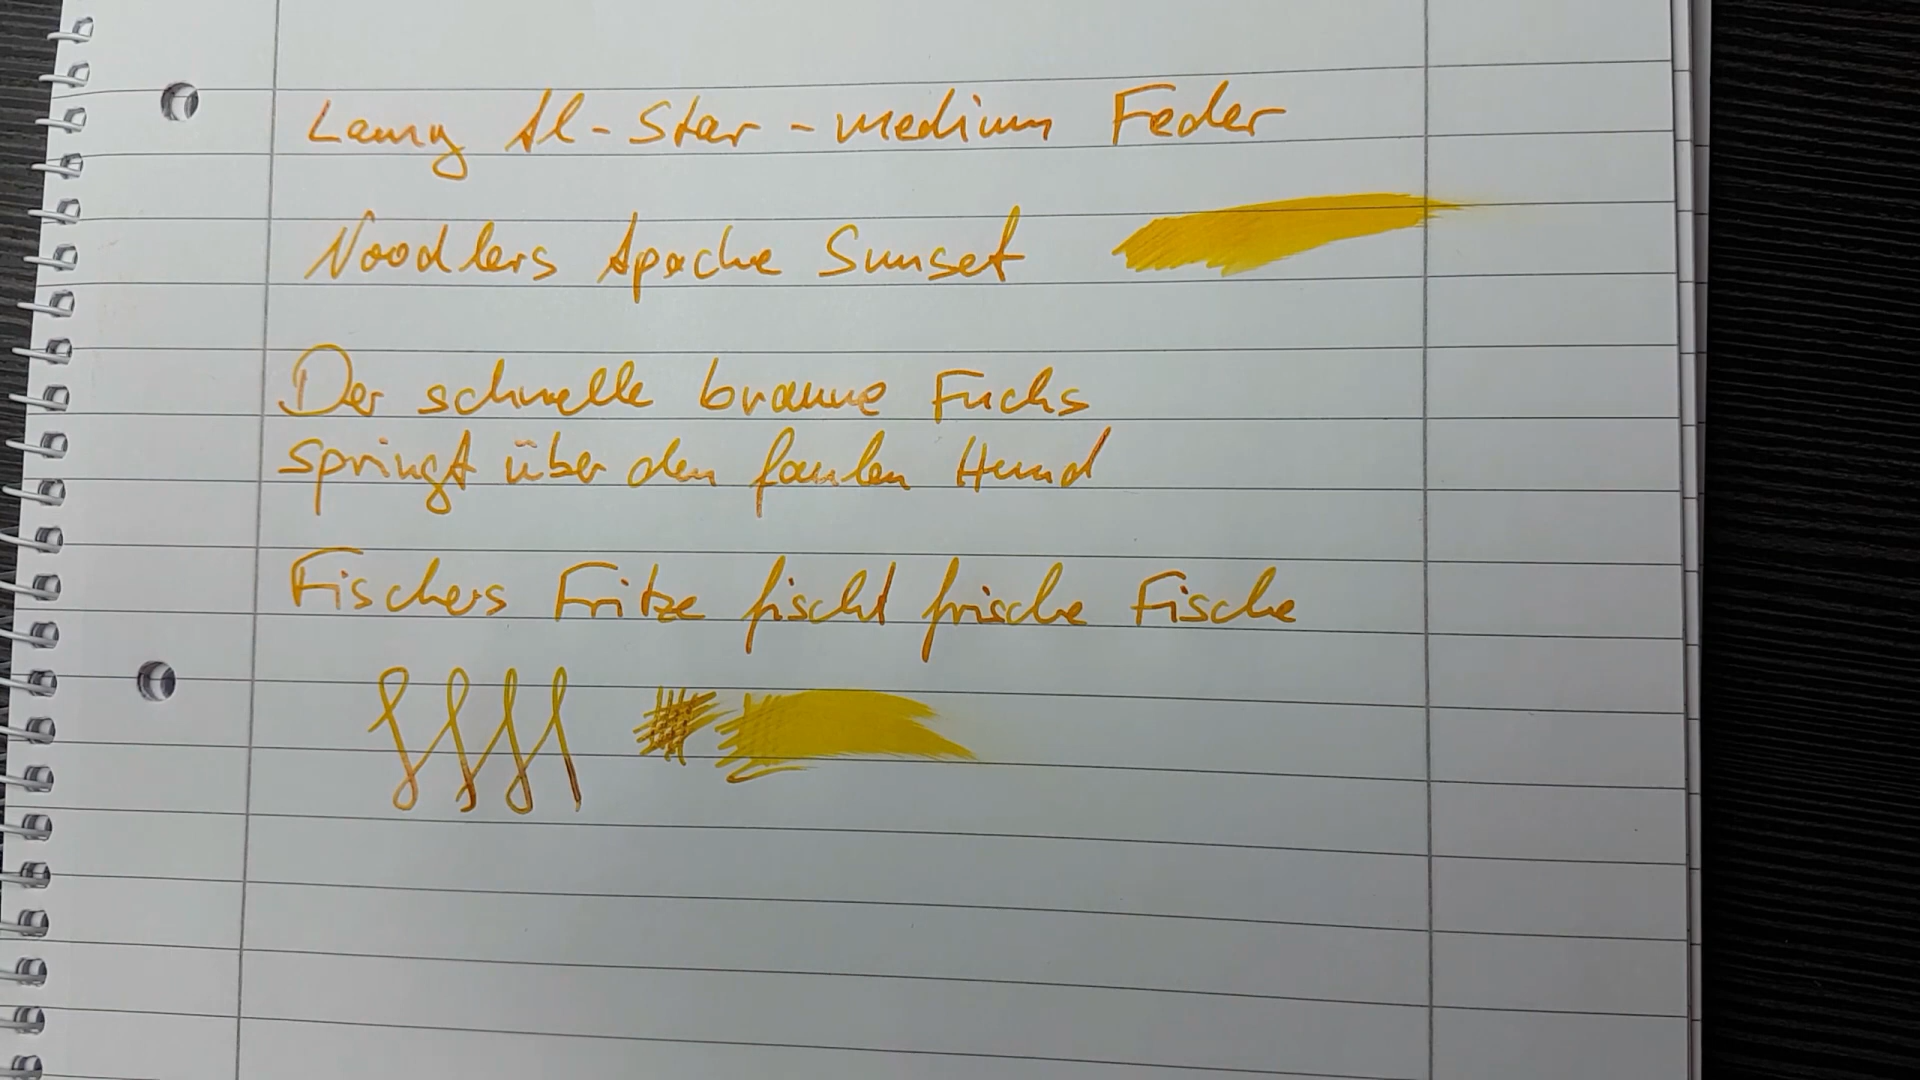 Lamy Al-Star - medium Feder
Noodlers Apache Sunset
Der schnelle braune Fuchs
springt über den faulen Hund
Fischers Fritze fischt frische Fische